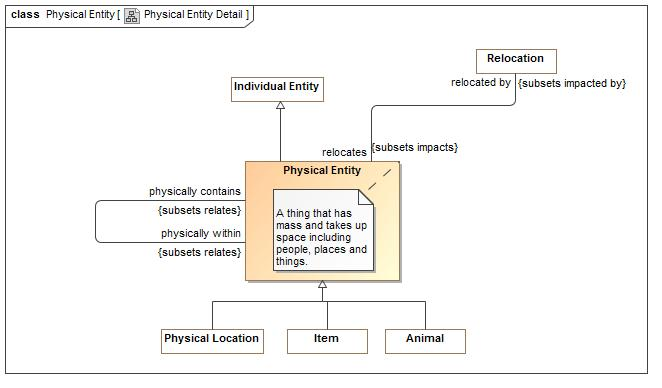 class Physical Entity [ Physical Entity Detail ]
Relocation
relocated by {subsets impacted by}
Individual Entity
relocates {subsets impacts}
Physical Entity
physically contains
{subsets relates}
physically within
{subsets relates}
A thing that has
mass and takes up
space including
people, places and
things.
Physical Location
Item
Animal